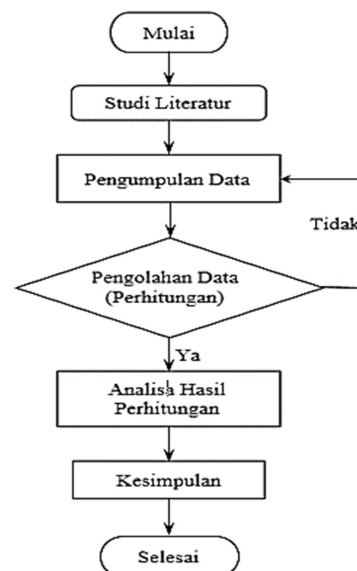 Mulai
Studi Literatur
Pengumpulan Data
Tidak
Pengolahan Data
(Perhitungan)
Ya
Analisa Hasil
Perhitungan
Kesimpulan
Selesai